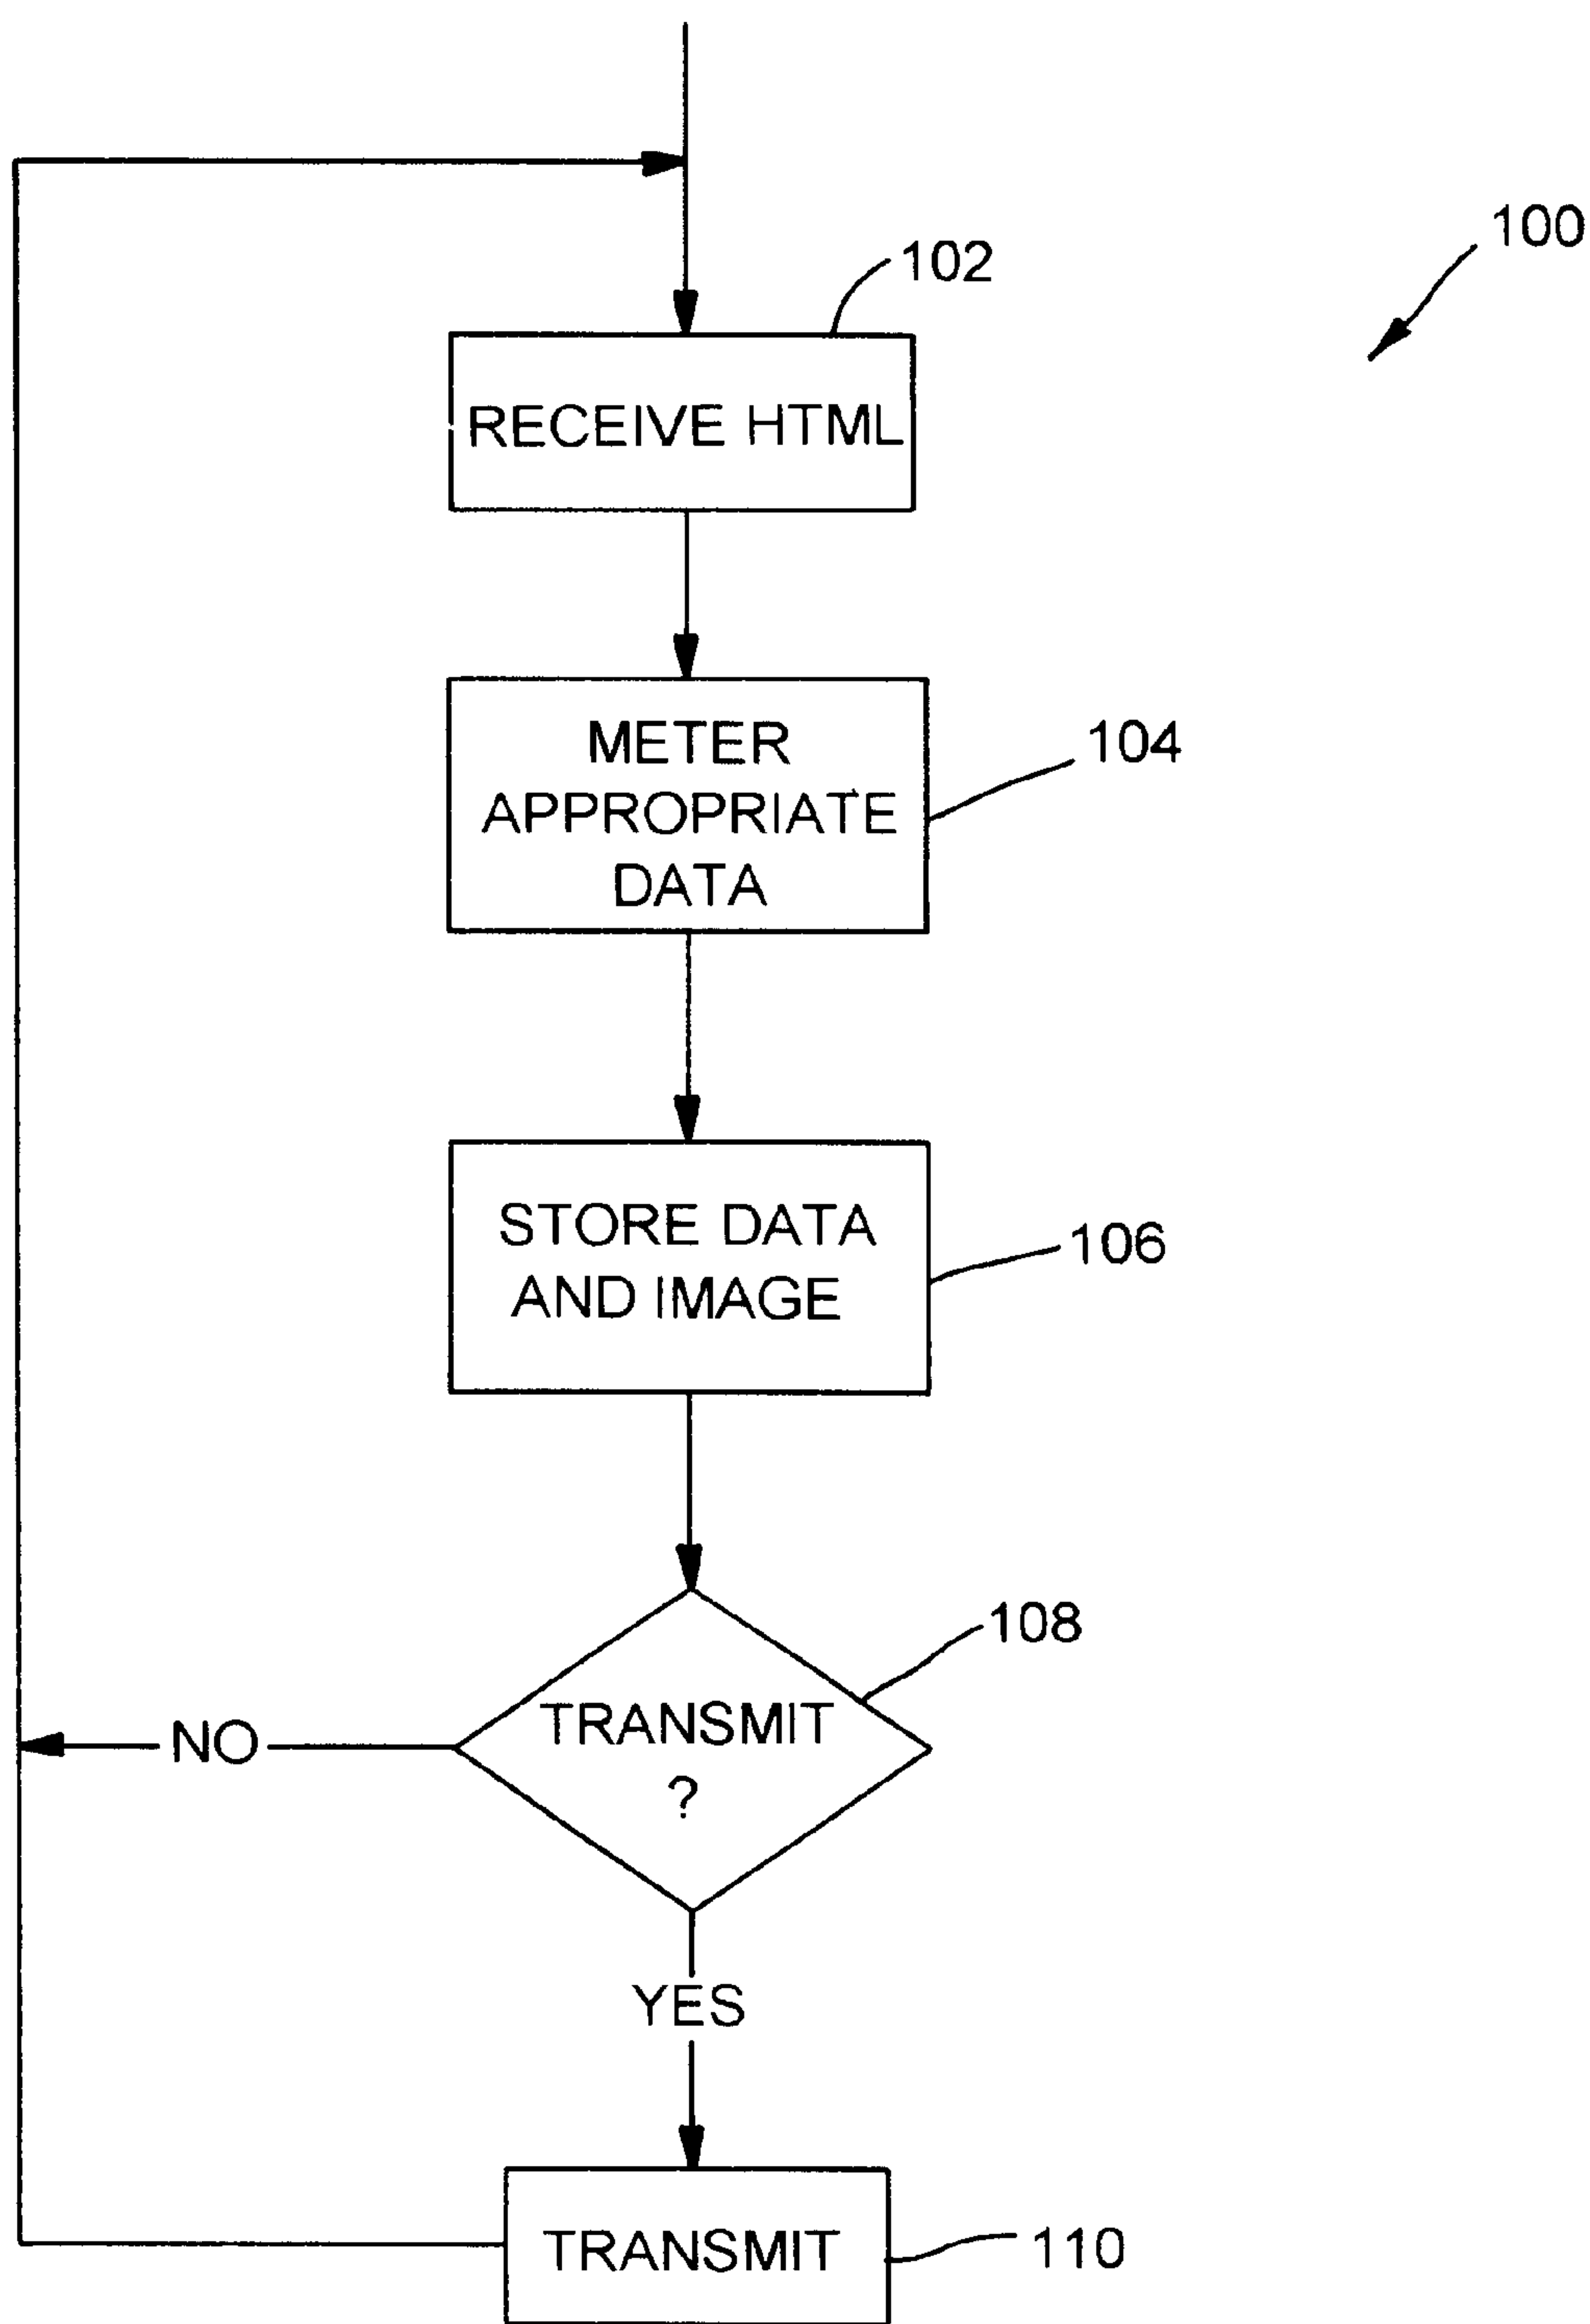 100
102
RECEIVE HTML
METER
APPROPRIATE
DATA
104
STORE DATA
AND IMAGE
106
108
TRANSMIT
?
NO
YES
TRANSMIT
110